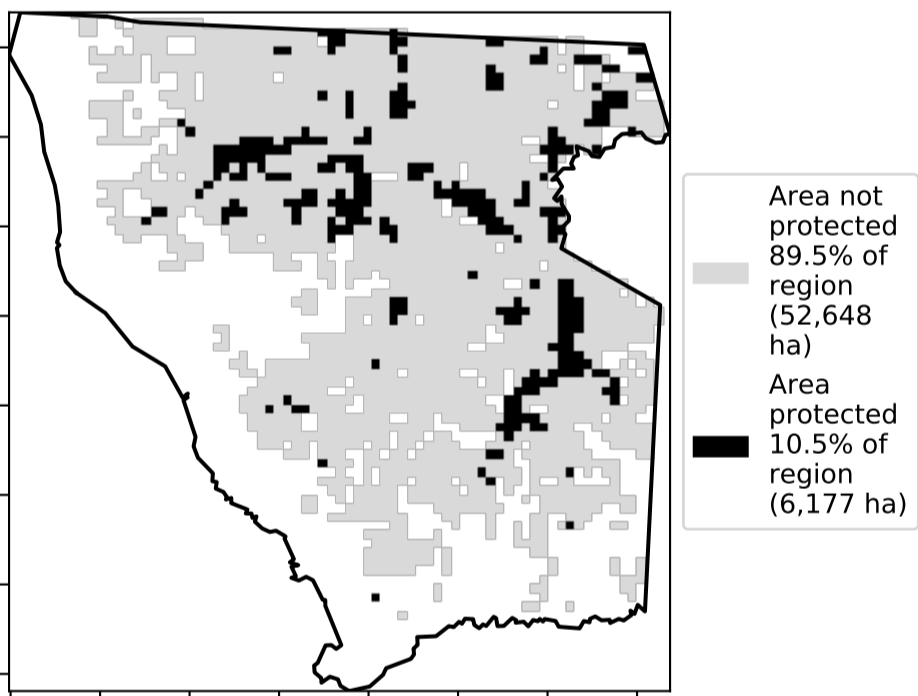 Area not
protected
89.5% of
region
(52,648
ha)
Area
protected
10.5% of
region
(6,177 ha)